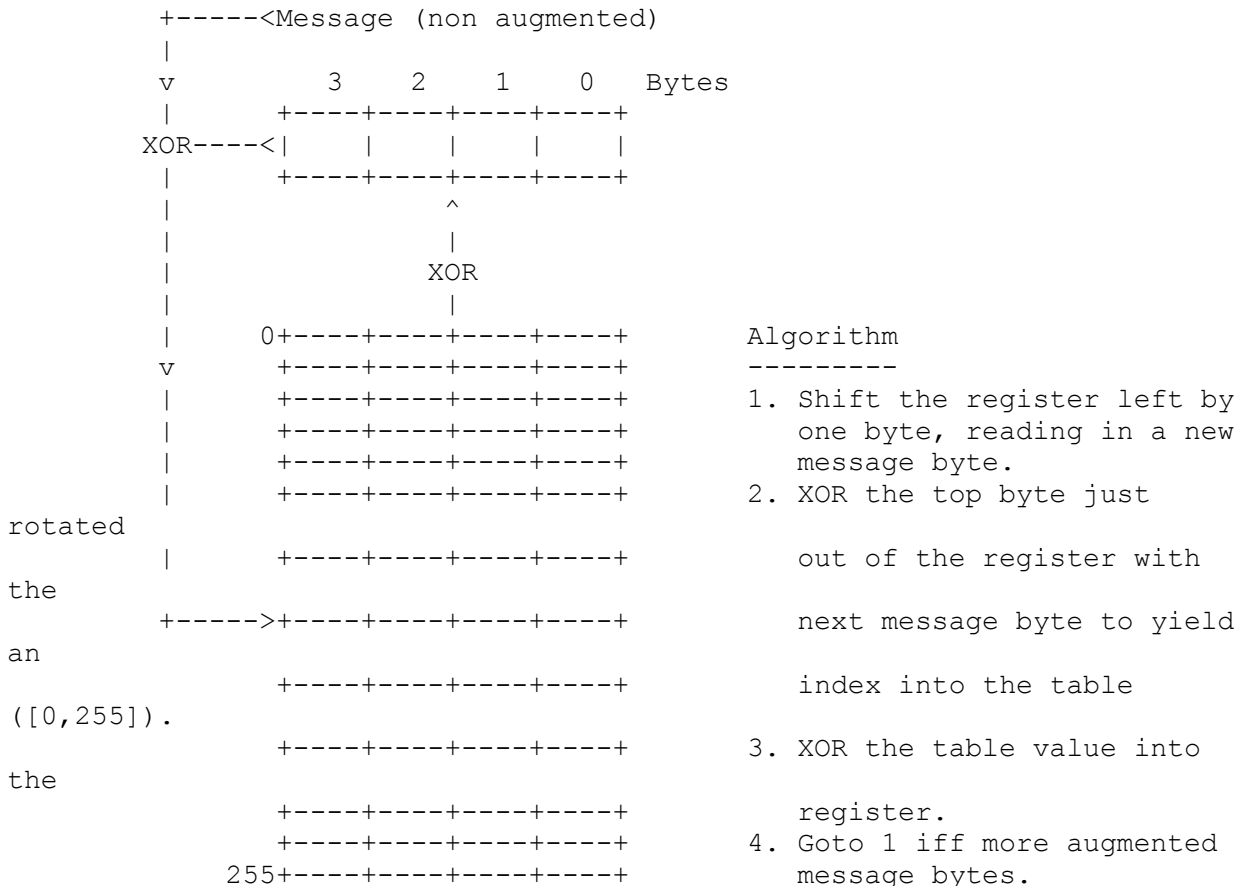 +-----<Message (non augmented)
            |
            v         3    2    1    0   Bytes
            |      +----+----+----+----+
           XOR----<|    |    |    |    |
            |      +----+----+----+----+
            |                ^
            |                |
            |               XOR
            |                |
            |     0+----+----+----+----+       Algorithm
            v      +----+----+----+----+       ---------
            |      +----+----+----+----+       1. Shift the register left by
            |      +----+----+----+----+          one byte, reading in a new
            |      +----+----+----+----+          message byte.
            |      +----+----+----+----+       2. XOR the top byte just
rotated
            |      +----+----+----+----+          out of the register with
the
            +----->+----+----+----+----+          next message byte to yield
an
                   +----+----+----+----+          index into the table
([0,255]).
                   +----+----+----+----+       3. XOR the table value into
the
                   +----+----+----+----+          register.
                   +----+----+----+----+       4. Goto 1 iff more augmented
                255+----+----+----+----+          message bytes.